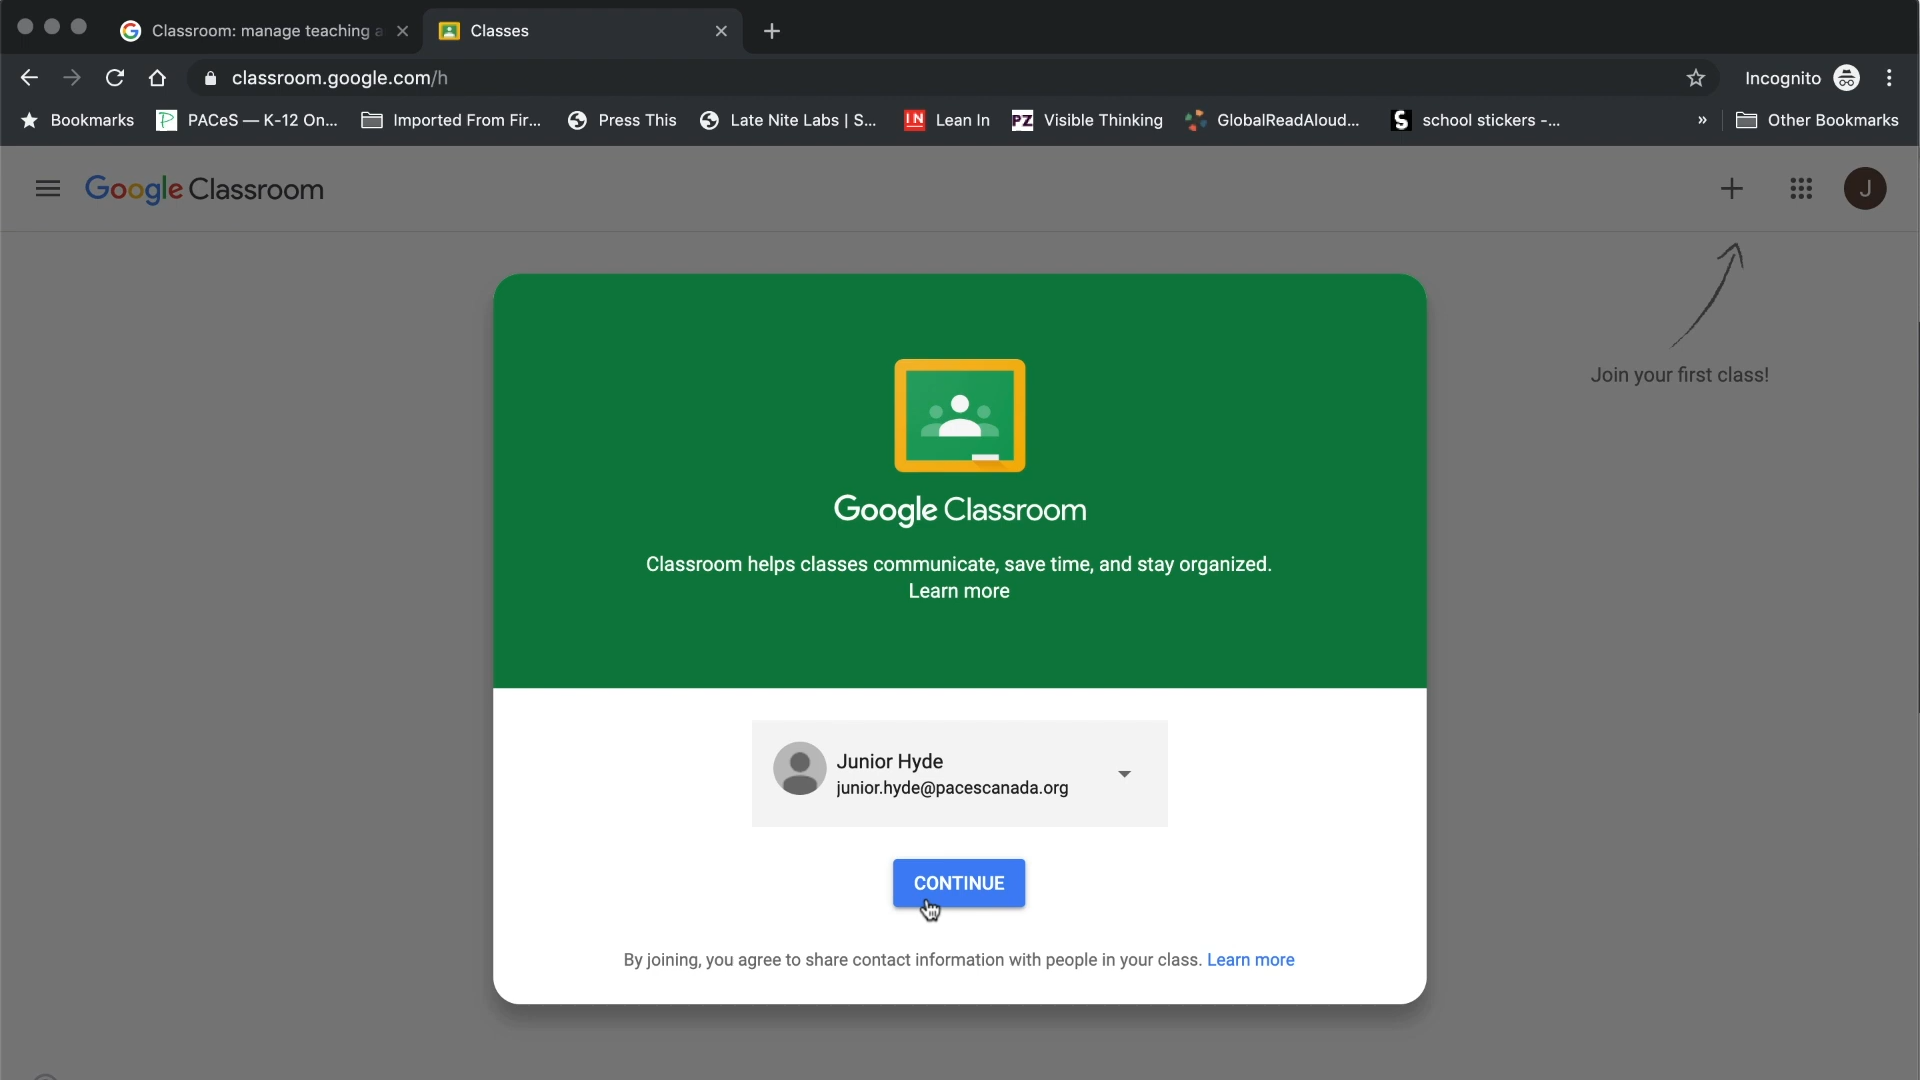 Classroom: manage teaching a
Classes
classroom.google.com/h
Incognito
Bookmarks
PACeS — K-12 On...
Imported From Fir...
Press This
Late Nite Labs | S...
IN
Lean In
PZ
Visible Thinking
GlobalReadAloud...
S
school stickers -...
»
Other Bookmarks
Google Classroom
J
Join your first class!
Google Classroom
Classroom helps classes communicate, save time, and stay organized.
Learn more
Junior Hyde
junior.hyde@pacescanada.org
CONTINUE
By joining, you agree to share contact information with people in your class. Learn more